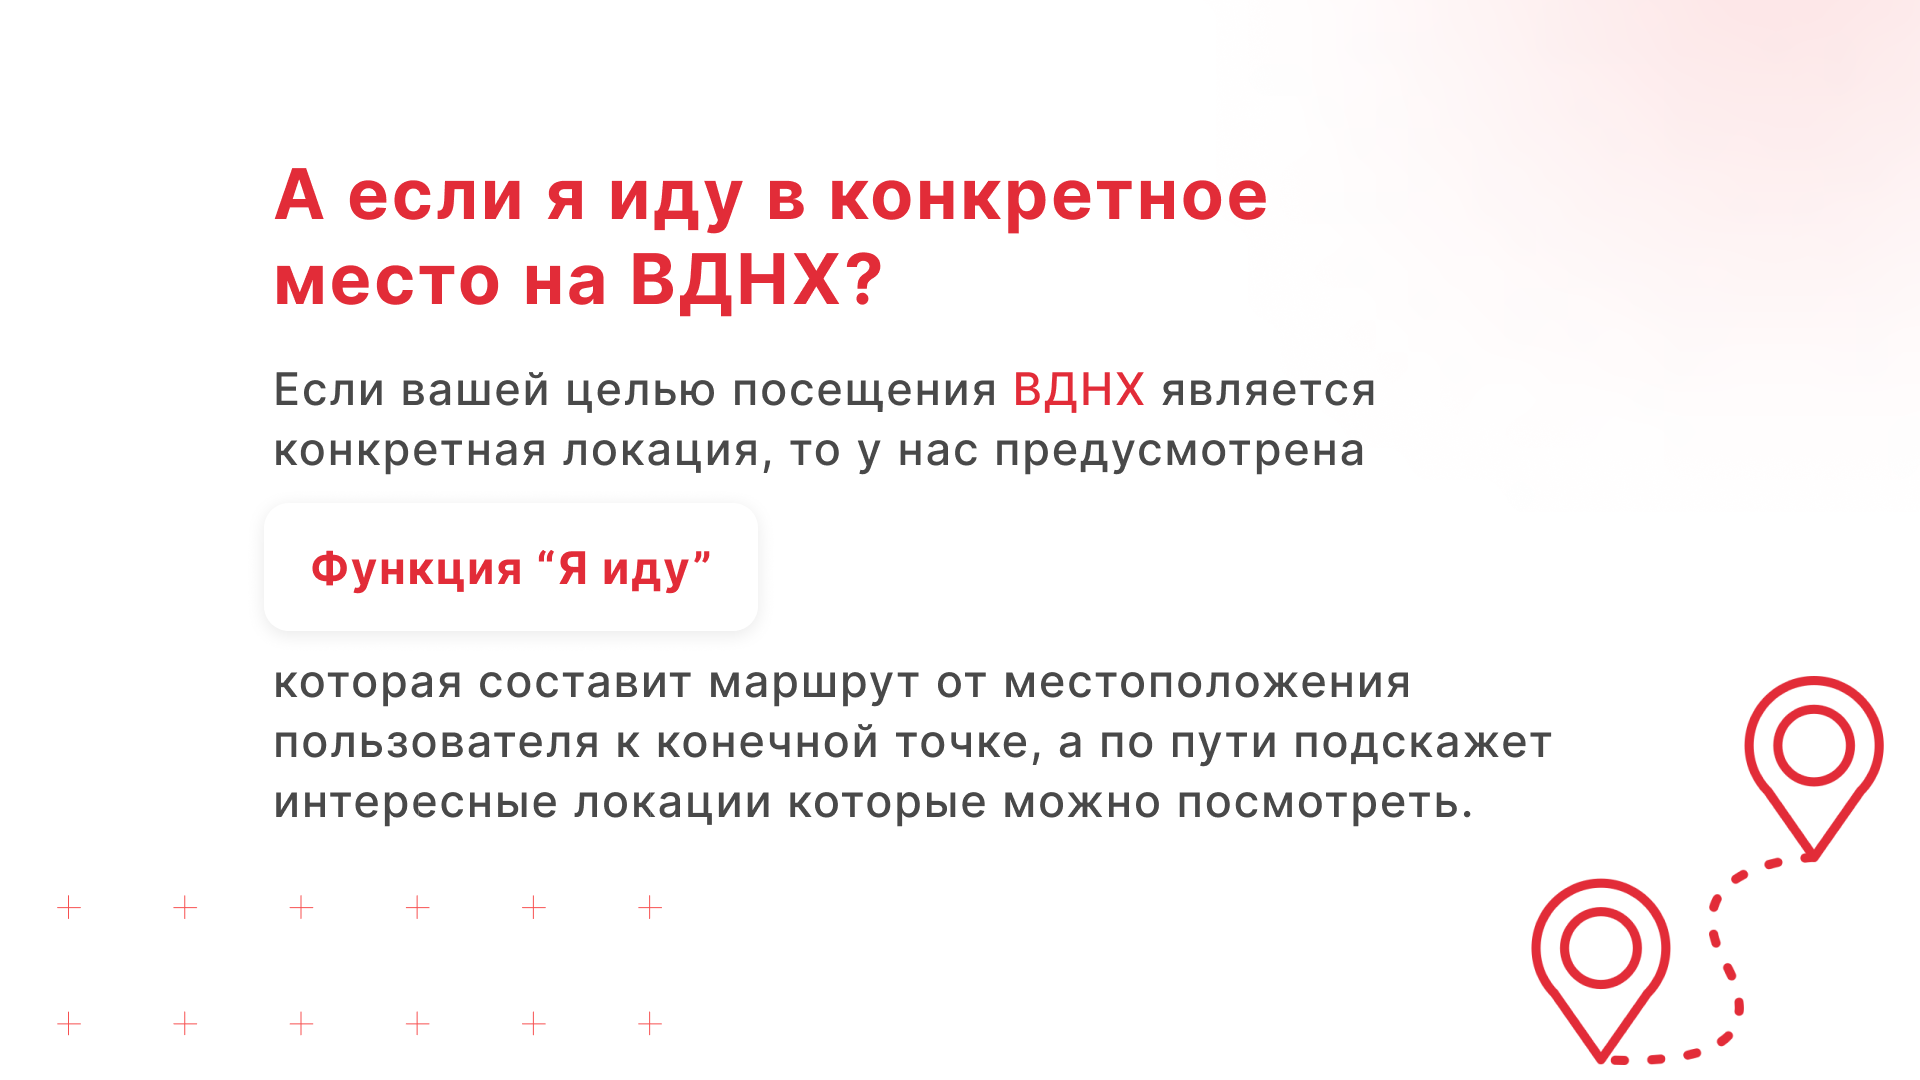 А если я иду в конкретное
место на ВДНХ?
Если вашей целью посещения ВДНХ является
конкретная локация, то у нас предусмотрена
Функция “Я иду”
которая составит маршрут от местоположения
пользователя к конечной точке, а по пути подскажет
интересные локации которые можно посмотреть.